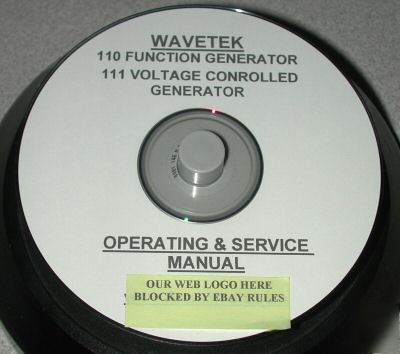 WAVETEK
110 FUNCTION GENERATOR
111 VOLTAGE CONROLLED
GENERATOR
OPERATING & SERVICE
MANUAL
OUR WEB LOGO HERE
BLOCKED BY EBAY RULES